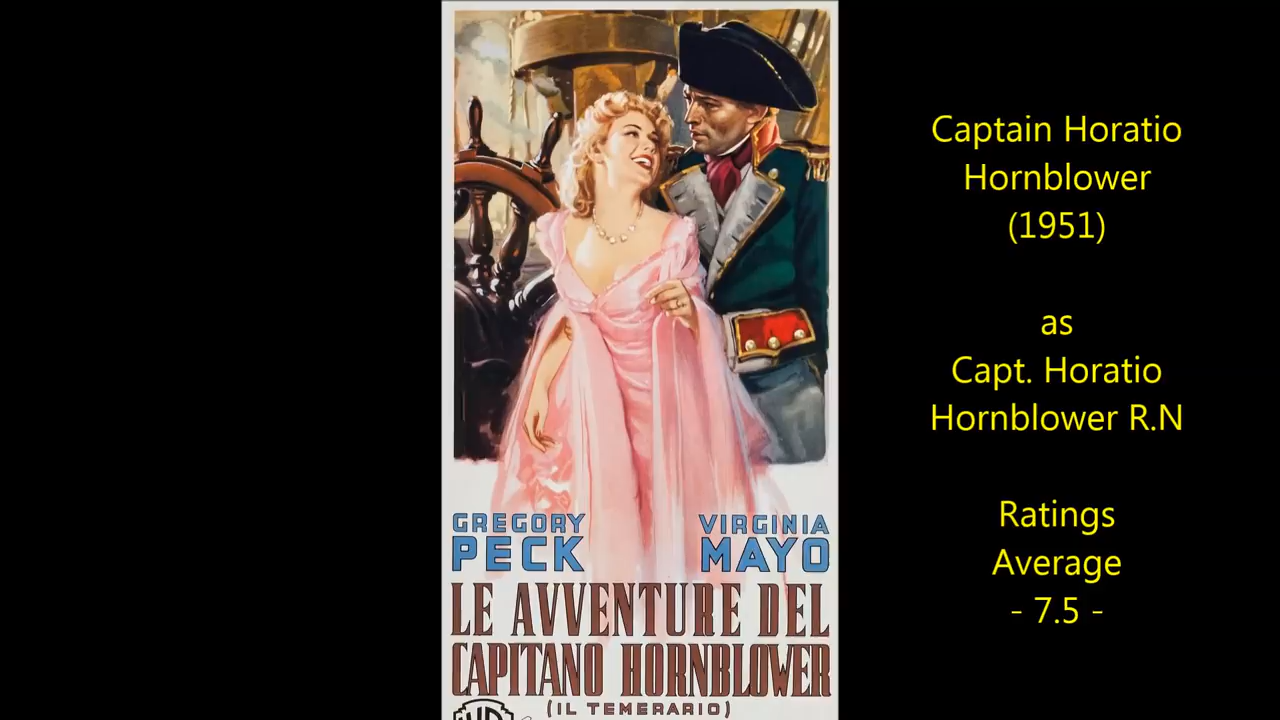 GREGORY
PECK
VIRGINIA
MAYO
LE AVVENTURE DEL
CAPITANO HORNBLOWER
(IL TEMERARIO)
Captain Horatio
Hornblower
(1951)
as
Capt. Horatio
Hornblower R.N
Ratings
Average
- 7.5 -